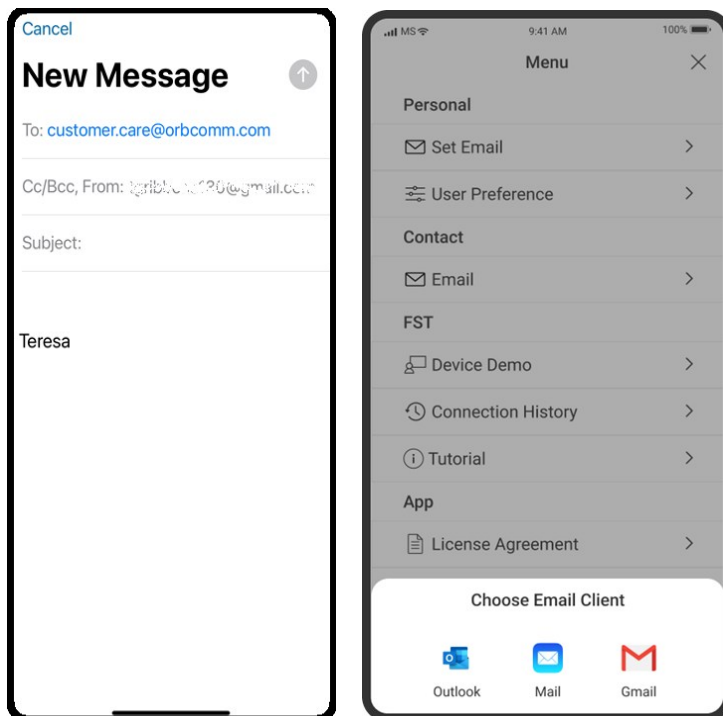 Cancel
New Message
To: customer.care@orbcomm.com
Cc/Bcc, From:
Subject:
Teresa
MS
9:41 AM
100%
Menu
Personal
Set Email
User Preference
Contact
Email
FST
Device Demo
Connection History
Tutorial
App
License Agreement
Choose Email Client
Outlook
Mail
Gmail